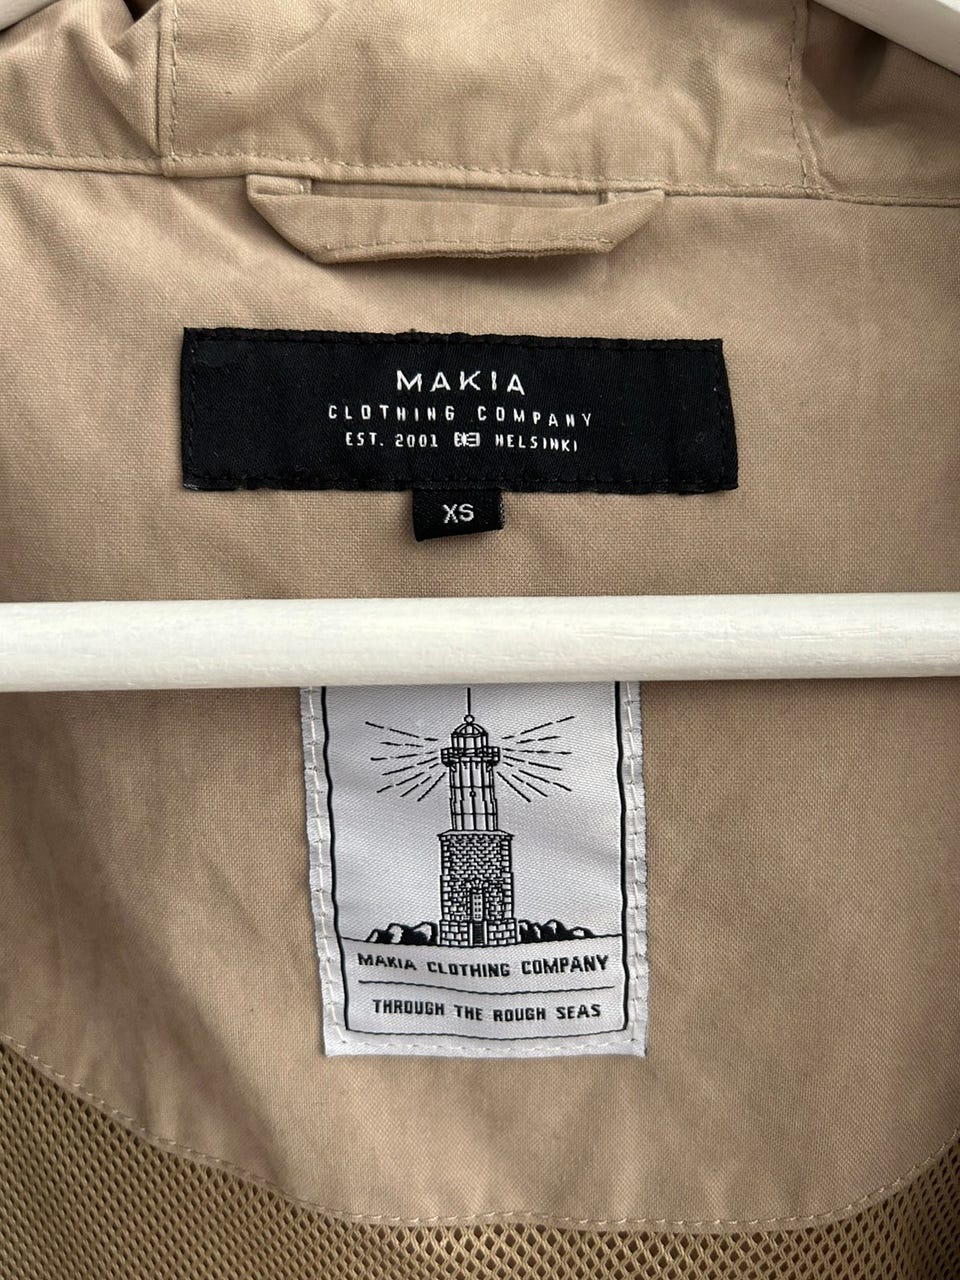 MAKIA
CLOTHING COMPANY
EST. 2001 HELSINKI
XS
MAKIA CLOTHING COMPANY
THROUGH THE ROUGH SEAS